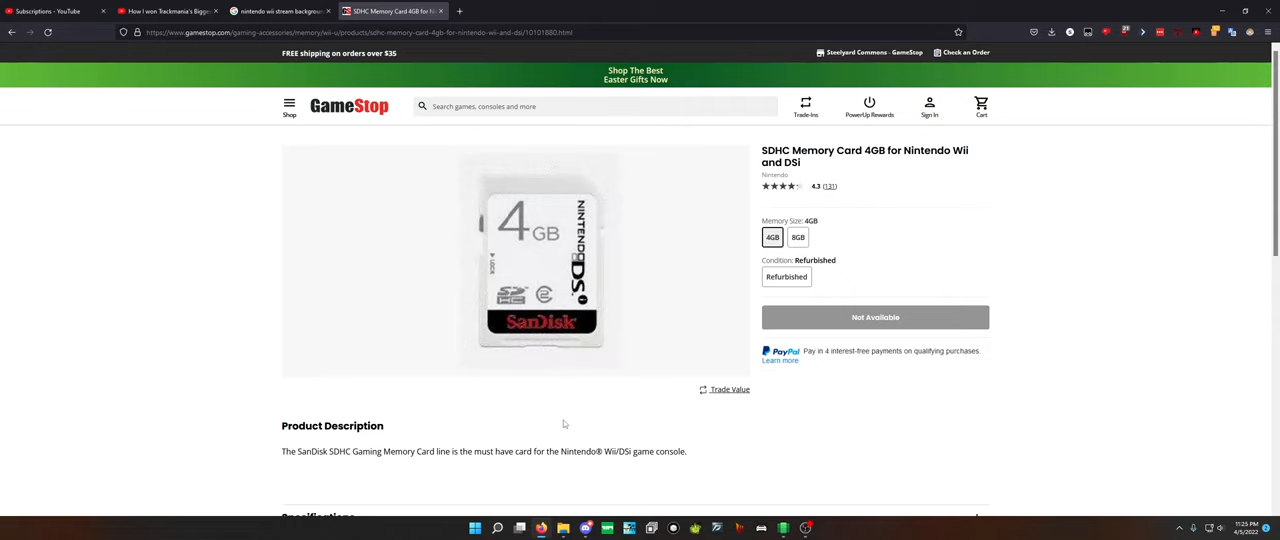 Subscriptions - YouTube
How I won Trackmania's Bigges
nintendo wii stream backgroun
SDHC Memory Card 4GB for Ni
https://www.gamestop.com/gaming-accessories/memory/wii-u/products/sdhc-memory-card-4gb-for-nintendo-wii-and-dsi/10101880.html
21
FREE shipping on orders over $35
Steelyard Commons - GameStop
Check an Order
Shop The Best
Easter Gifts Now
Shop
GameStop
Search games, consoles and more
Trade-Ins
PowerUp Rewards
Sign In
Cart
4GB
NINTENDO DSi
LOCK
SDHC
SanDisk
SDHC Memory Card 4GB for Nintendo Wii
and DSi
Nintendo
4.3 (131)
Memory Size: 4GB
4GB
8GB
Condition: Refurbished
Refurbished
Not Available
PayPal Pay in 4 interest-free payments on qualifying purchases.
Learn more
Trade Value
Product Description
The SanDisk SDHC Gaming Memory Card line is the must have card for the Nintendo® Wii/DSi game console.
Specifications
11:25 PM
4/5/2022
2